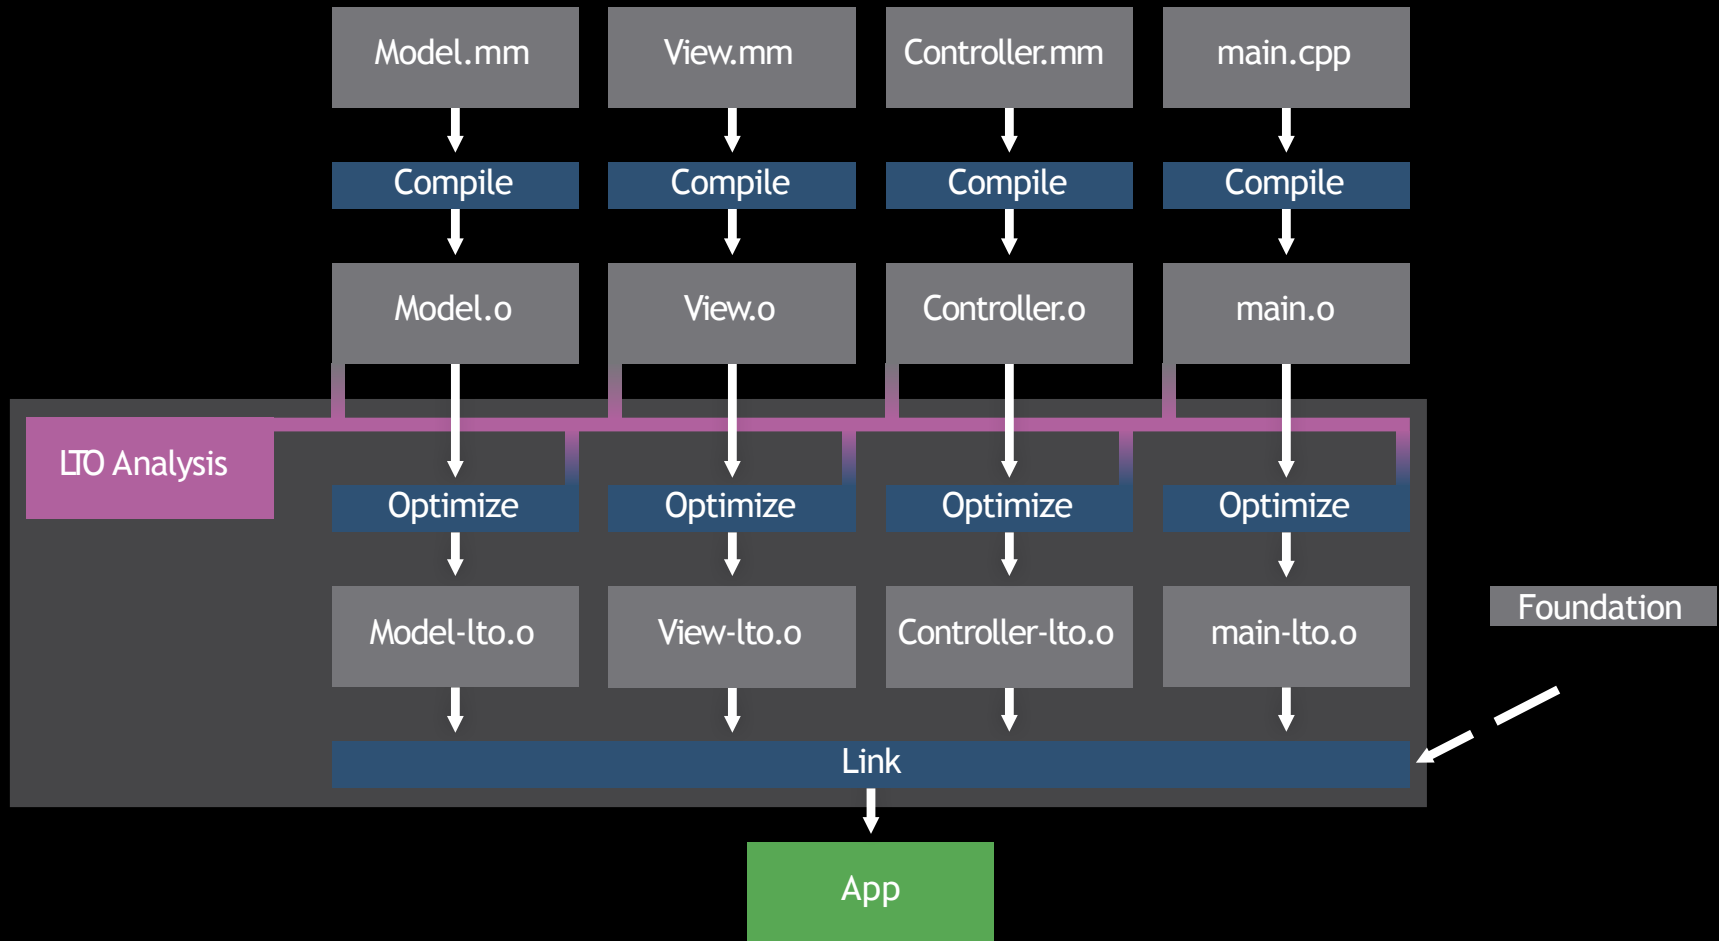 Model.mm
View.mm
Controller.mm
main.cpp
Compile
Compile
Compile
Compile
Model.o
View.o
Controller.o
main.o
LTO Analysis
Optimize
Optimize
Optimize
Optimize
Model-lto.o
View-lto.o
Controller-lto.o
main-lto.o
Foundation
Link
App